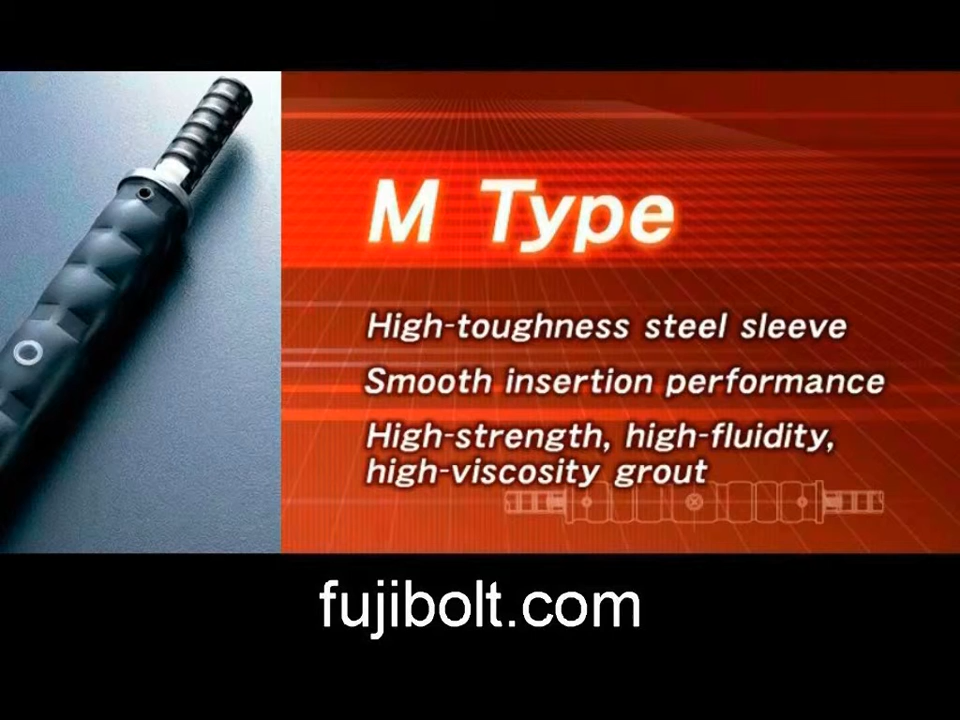 M Type
High-toughness steel sleeve
Smooth insertion performance
High-strength, high-fluidity,
high-viscosity grout
fujibolt.com